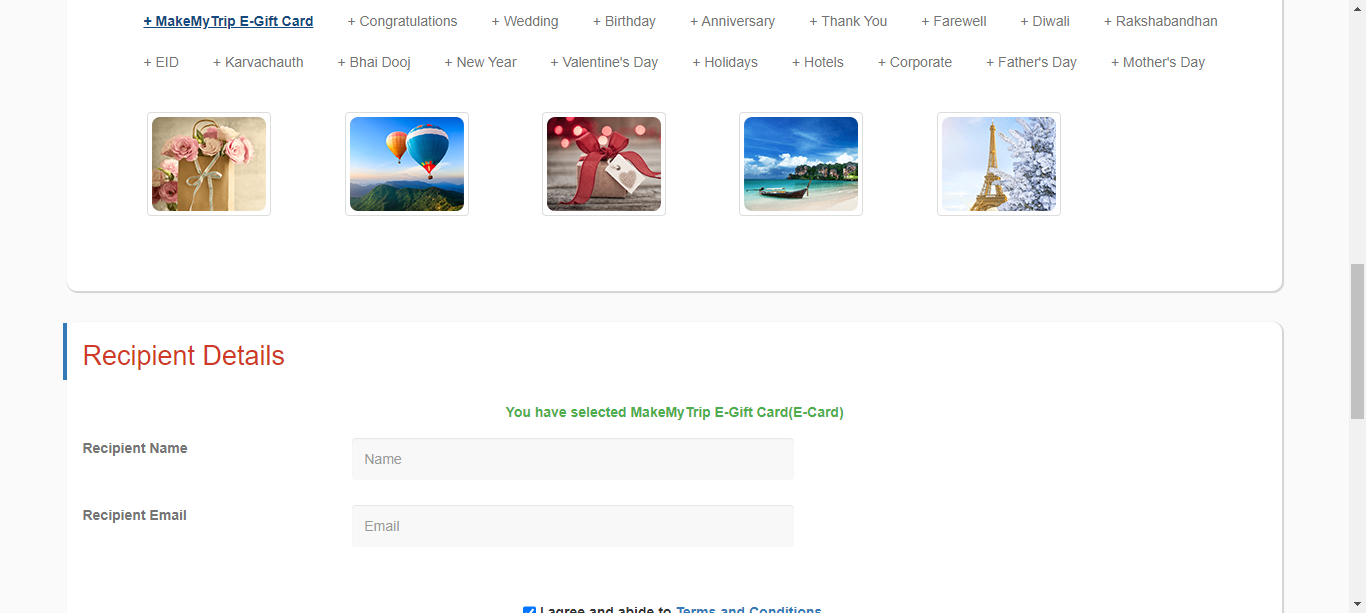 + MakeMyTrip E-Gift Card + Congratulations + Wedding + Birthday + Anniversary + Thank You + Farewell + Diwali + Rakshabandhan
+ EID + Karvachauth + Bhai Dooj + New Year + Valentine's Day + Holidays + Hotels + Corporate + Father's Day + Mother's Day
Recipient Details
You have selected MakeMyTrip E-Gift Card(E-Card)
Recipient Name
Name
Recipient Email
Email
I agree and abide to Terms and Conditions